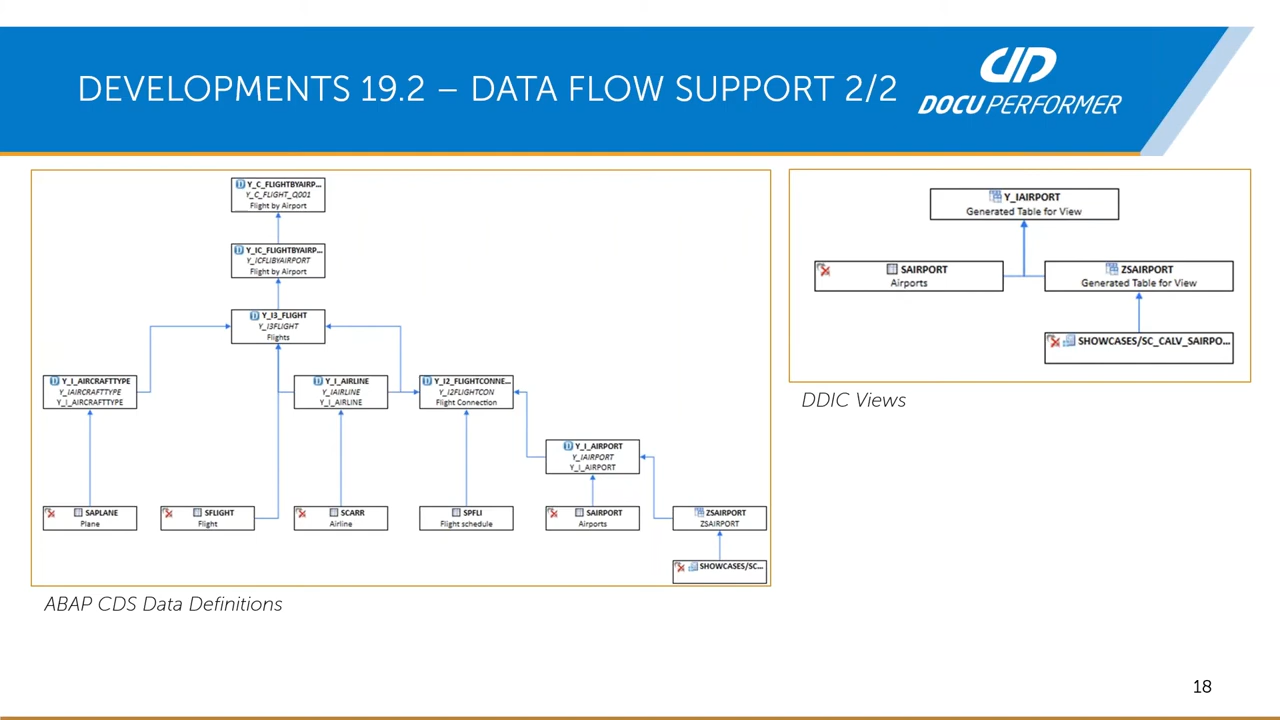 DEVELOPMENTS 19.2 – DATA FLOW SUPPORT 2/2
DOCU PERFORMER
Y_C_FLIGHTBYAIRP...
Y_C_FLIGHT_Q001
Flight by Airport
Y_IC_FLIGHTBYAIRP...
Y_ICFLIBYAIRPORT
Flight by Airport
Y_I3_FLIGHT
Y_I3FLIGHT
Flights
Y_I_AIRCRAFTTYPE
Y_IAIRCRAFTTYPE
Y_I_AIRCRAFTTYPE
Y_I_AIRLINE
Y_IAIRLINE
Y_I_AIRLINE
Y_I2_FLIGHTCONNE...
Y_I2FLIGHTCON
Flight Connection
Y_I_AIRPORT
Y_IAIRPORT
Y_I_AIRPORT
SAPLANE
Plane
SFLIGHT
Flight
SCARR
Airline
SPFLI
Flight schedule
SAIRPORT
Airports
ZSAIRPORT
ZSAIRPORT
SHOWCASES/SC...
ABAP CDS Data Definitions
Y_IAIRPORT
Generated Table for View
SAIRPORT
Airports
ZSAIRPORT
Generated Table for View
SHOWCASES/SC_CALV_SAIRPO...
DDIC Views
18